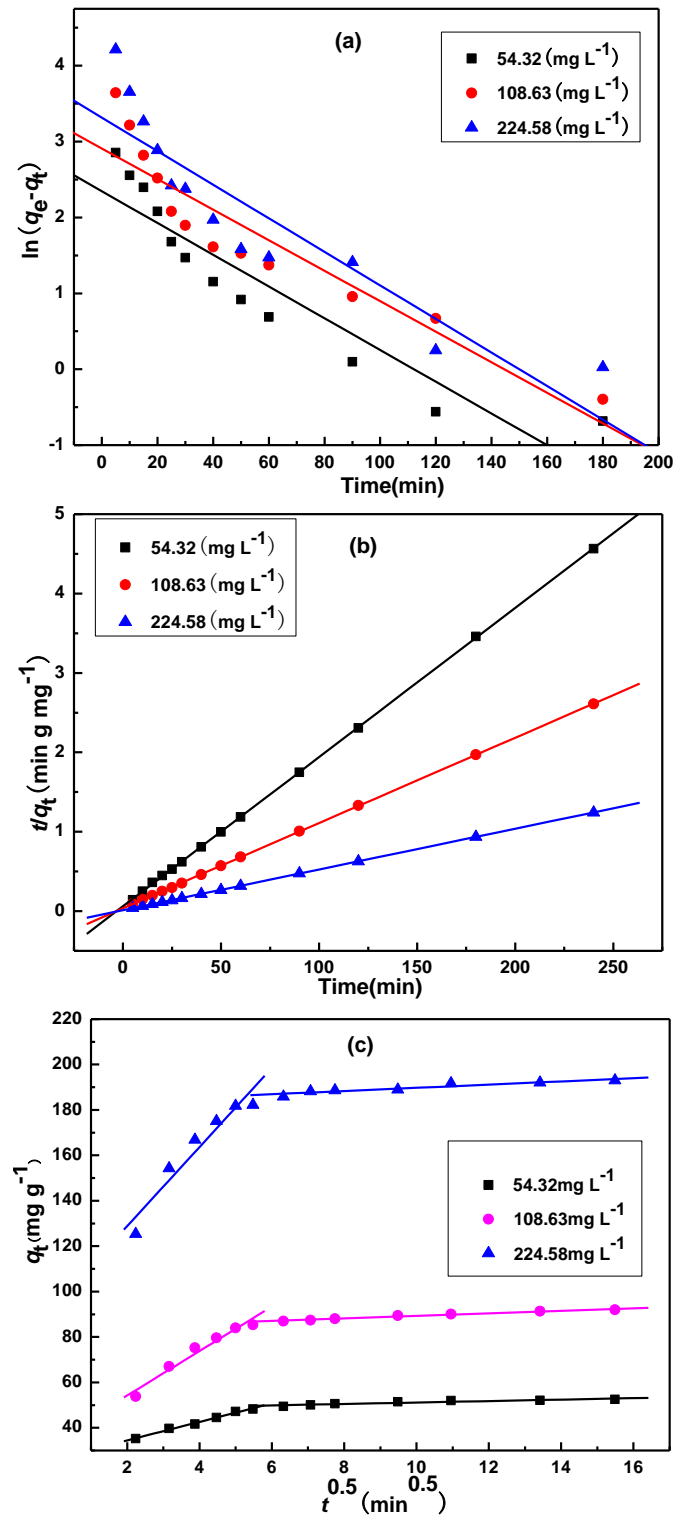 (a)
54.32 (mg L-1)
108.63 (mg L-1)
224.58 (mg L-1)
4
3
2
1
0
-1
ln (qe-qt)
0 20 40 60 80 100 120 140 160 180 200
Time(min)
(b)
54.32 (mg L-1)
108.63 (mg L-1)
224.58 (mg L-1)
5
4
3
2
1
0
t/qt (min g mg-1)
0 50 100 150 200 250
Time(min)
(c)
220
200
180
160
140
120
100
80
60
40
qt (mg g-1)
54.32mg L-1
108.63mg L-1
224.58mg L-1
2 4 6 8 10 12 14 16
t 0.5 (min 0.5)